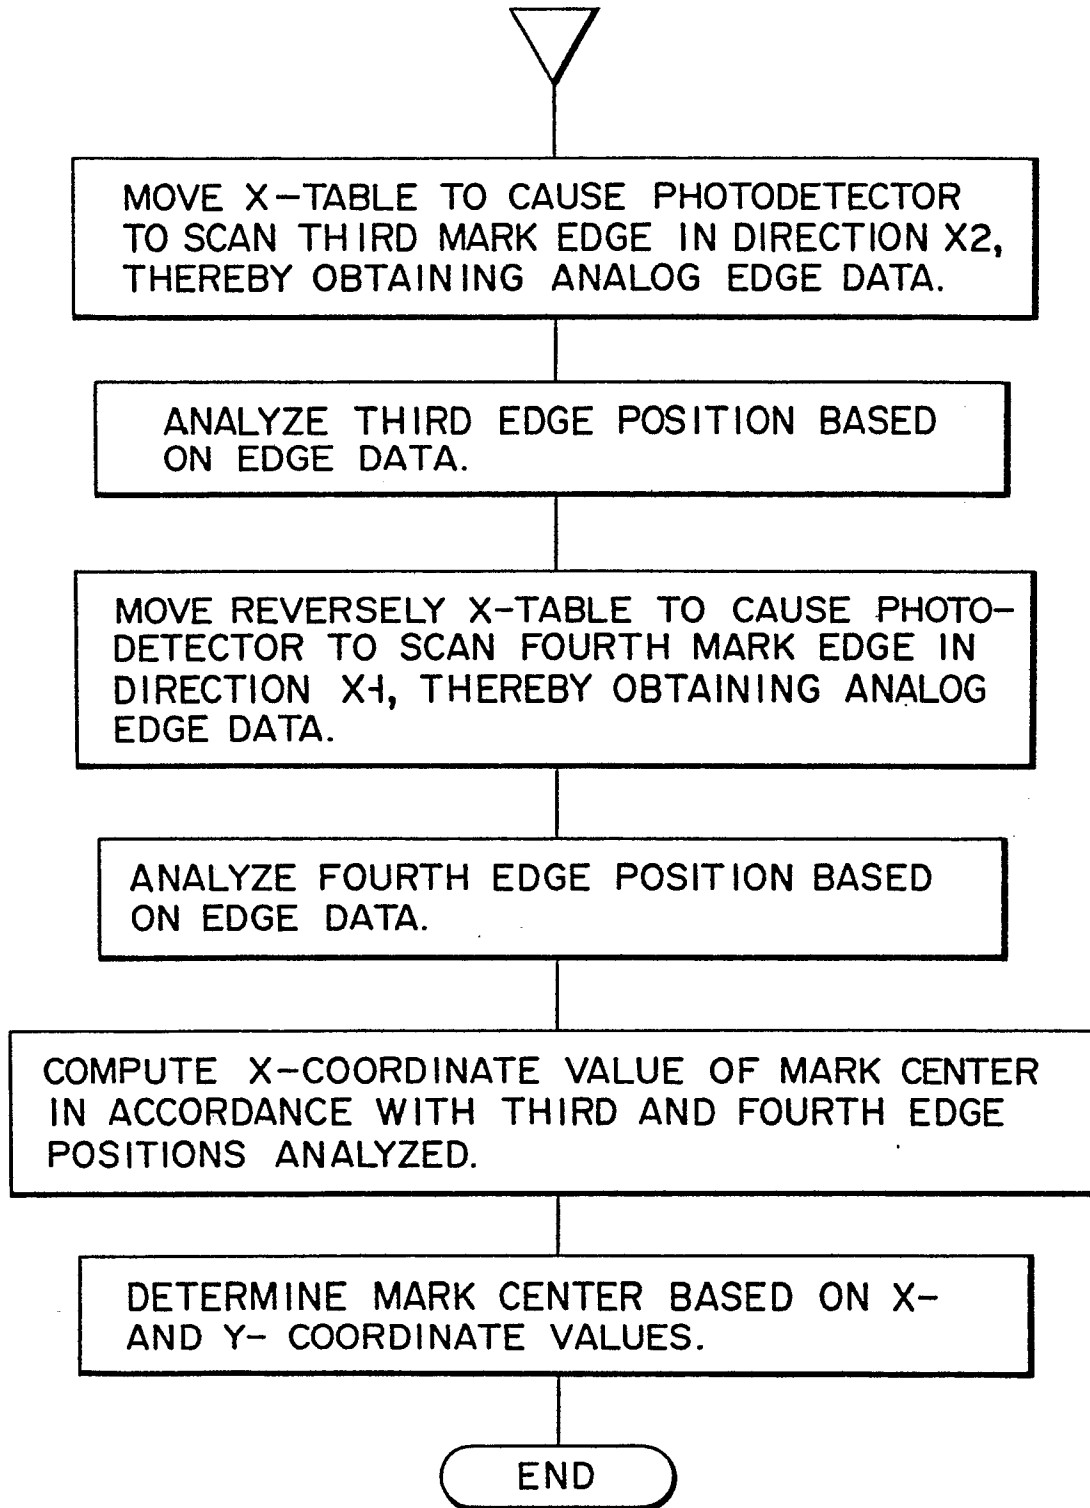 MOVE X-TABLE TO CAUSE PHOTODETECTOR
TO SCAN THIRD MARK EDGE IN DIRECTION X2,
THEREBY OBTAINING ANALOG EDGE DATA.
ANALYZE THIRD EDGE POSITION BASED
ON EDGE DATA.
MOVE REVERSELY X-TABLE TO CAUSE PHOTO-
DETECTOR TO SCAN FOURTH MARK EDGE IN
DIRECTION X1, THEREBY OBTAINING ANALOG
EDGE DATA.
ANALYZE FOURTH EDGE POSITION BASED
ON EDGE DATA.
COMPUTE X-COORDINATE VALUE OF MARK CENTER
IN ACCORDANCE WITH THIRD AND FOURTH EDGE
POSITIONS ANALYZED.
DETERMINE MARK CENTER BASED ON X-
AND Y- COORDINATE VALUES.
END